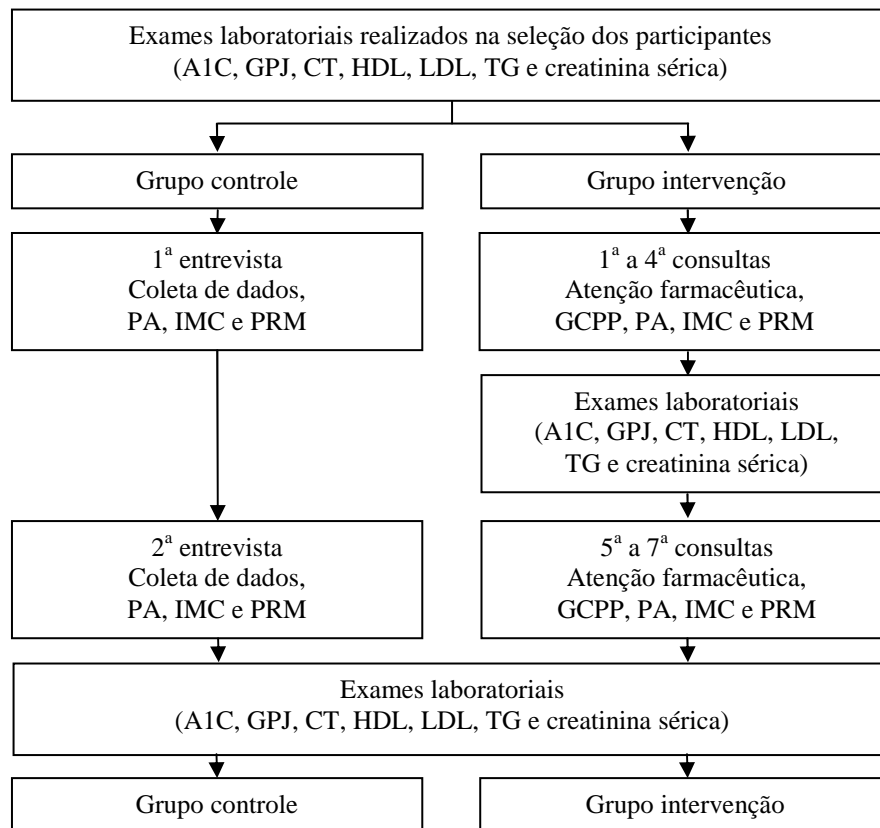 Exames laboratoriais realizados na seleção dos participantes
(A1C, GPJ, CT, HDL, LDL, TG e creatinina sérica)
Grupo controle
Grupo intervenção
1ª entrevista
Coleta de dados,
PA, IMC e PRM
1ª a 4ª consultas
Atenção farmacêutica,
GCPP, PA, IMC e PRM
Exames laboratoriais
(A1C, GPJ, CT, HDL, LDL,
TG e creatinina sérica)
2ª entrevista
Coleta de dados,
PA, IMC e PRM
5ª a 7ª consultas
Atenção farmacêutica,
GCPP, PA, IMC e PRM
Exames laboratoriais
(A1C, GPJ, CT, HDL, LDL, TG e creatinina sérica)
Grupo controle
Grupo intervenção